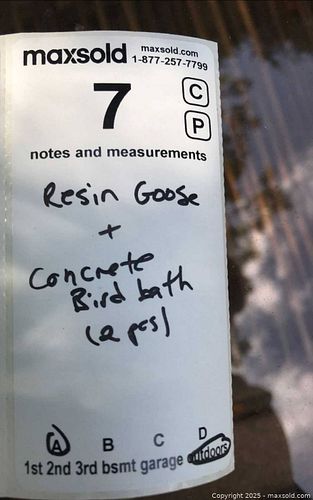 maxsold maxsold.com
1-877-257-7799
7 C
P
notes and measurements
Resin Goose
+
Concrete
Bird bath
(2 pcs)
A B C D
1st 2nd 3rd bsmt garage outdoors
Copyright © 2025 - maxsold.com